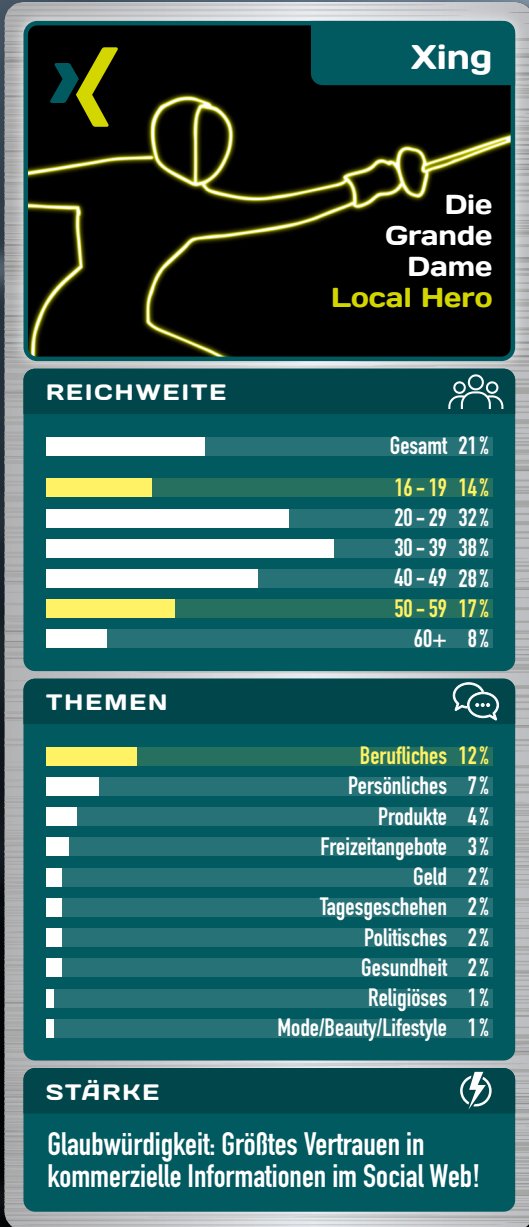 Xing
Die
Grande
Dame
Local Hero
REICHWEITE
Gesamt 21%
16 – 19 14%
20 – 29 32%
30 – 39 38%
40 – 49 28%
50 – 59 17%
60+ 8%
THEMEN
Berufliches 12%
Persönliches 7%
Produkte 4%
Freizeitangebote 3%
Geld 2%
Tagesgeschehen 2%
Politisches 2%
Gesundheit 2%
Religiöses 1%
Mode/Beauty/Lifestyle 1%
STÄRKE
Glaubwürdigkeit: Größtes Vertrauen in
kommerzielle Informationen im Social Web!